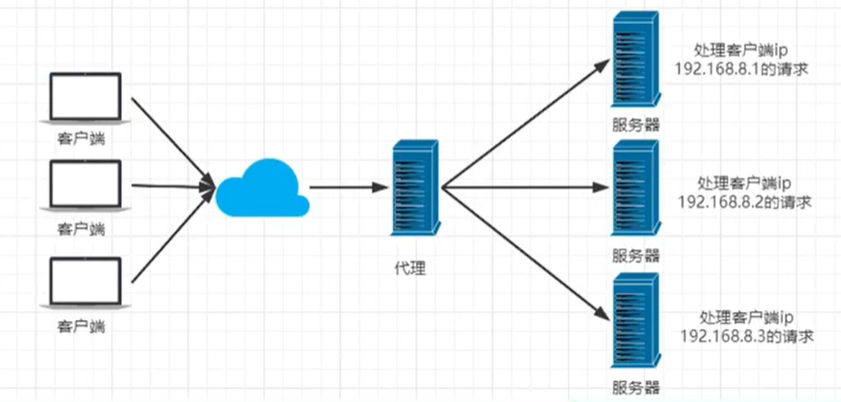 客户端
客户端
客户端
代理
服务器
处理客户端ip
192.168.8.1的请求
服务器
处理客户端ip
192.168.8.2的请求
服务器
处理客户端ip
192.168.8.3的请求